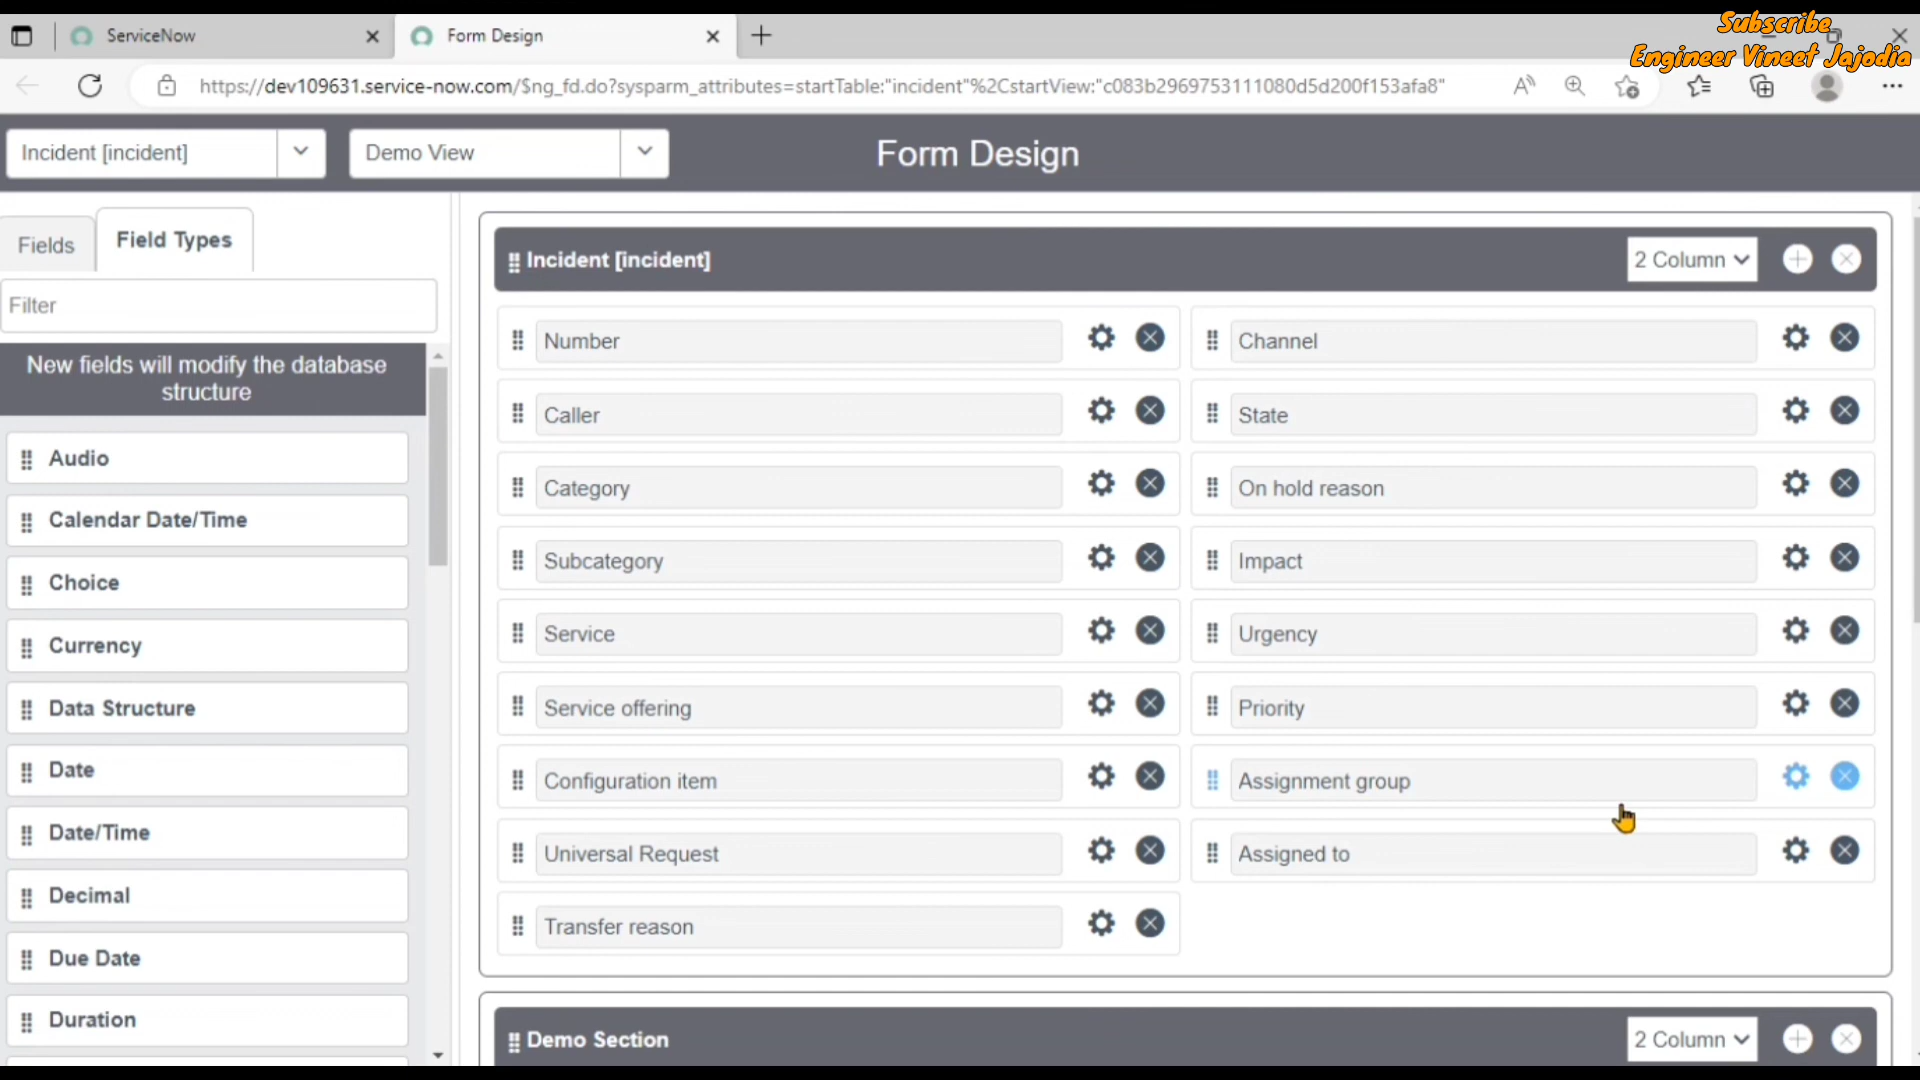 ServiceNow
Form Design
Subscribe
Engineer Vineet Jajodia
https://dev109631.service-now.com/$ng_fd.do?sysparm_attributes=startTable:"incident"%2CstartView:"c083b2969753111080d5d200f153afa8"
Incident [incident]
Demo View
Form Design
Fields
Field Types
Filter
New fields will modify the database
structure
Audio
Calendar Date/Time
Choice
Currency
Data Structure
Date
Date/Time
Decimal
Due Date
Duration
Incident [incident]
2 Column
Number
Channel
Caller
State
Category
On hold reason
Subcategory
Impact
Service
Urgency
Service offering
Priority
Configuration item
Assignment group
Universal Request
Assigned to
Transfer reason
Demo Section
2 Column